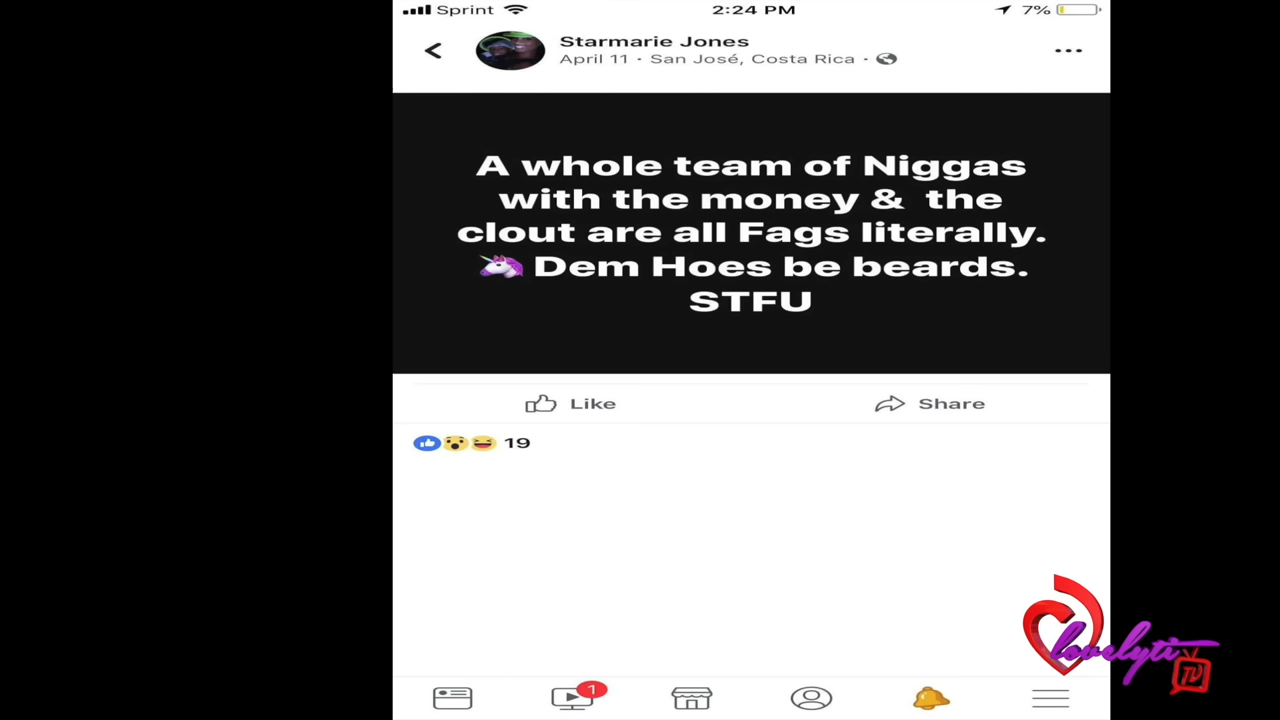 Sprint 2:24 PM 7%
Starmarie Jones
April 11 · San José, Costa Rica ·
A whole team of Niggas
with the money & the
clout are all Fags literally.
🦄 Dem Hoes be beards.
STFU
Like Share
19
lovelyti
TV
1